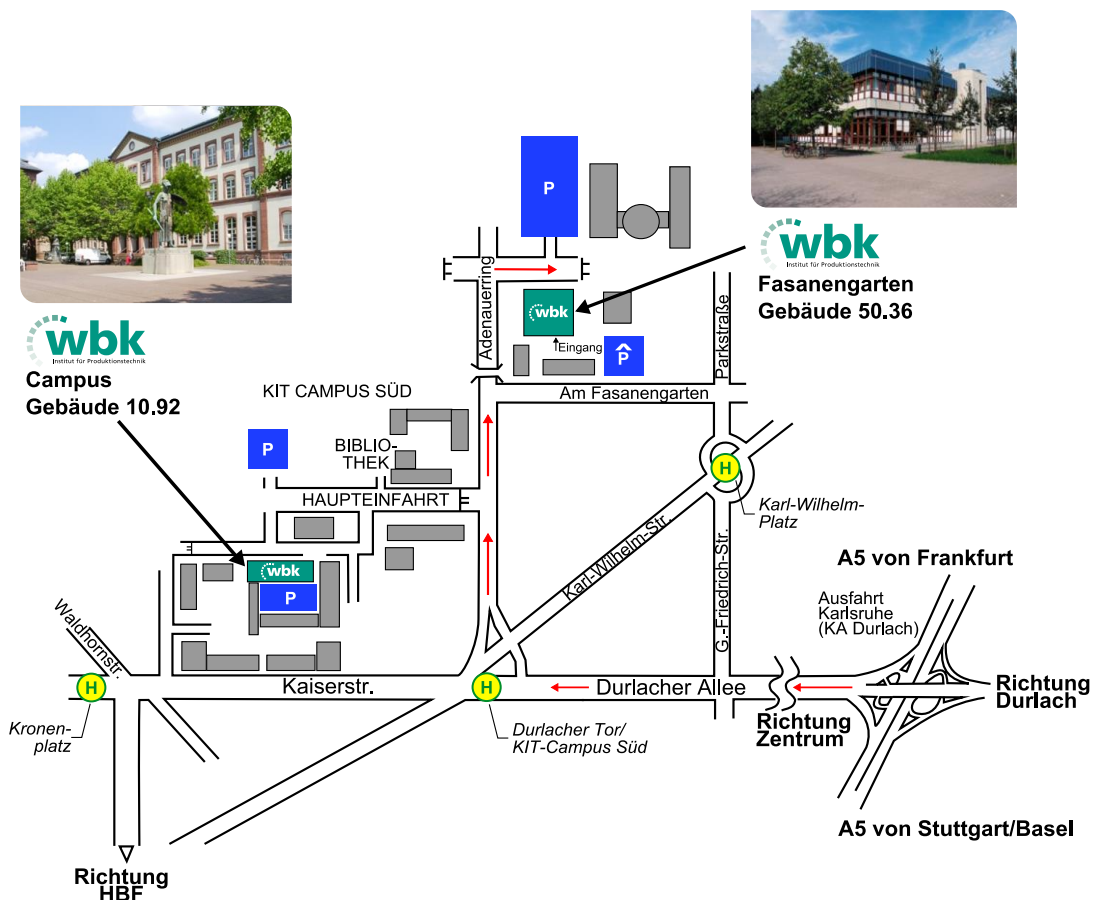 wbk
Institut für Produktionstechnik
Fasanengarten
Gebäude 50.36
wbk
Institut für Produktionstechnik
Campus
Gebäude 10.92
P
Adenauerring
wbk
Eingang
P
Parkstraße
Am Fasanengarten
KIT CAMPUS SÜD
P
BIBLIO-
THEK
HAUPTEINFAHRT
H
Karl-Wilhelm-
Platz
Karl-Wilhelm-Str.
G.-Friedrich-Str.
wbk
P
A5 von Frankfurt
Ausfahrt
Karlsruhe
(KA Durlach)
Waldhornstr.
H
Kaiserstr.
H
Durlacher Allee
Richtung
Durlach
Kronen-
platz
Durlacher Tor/
KIT-Campus Süd
Richtung
Zentrum
A5 von Stuttgart/Basel
Richtung
HBF